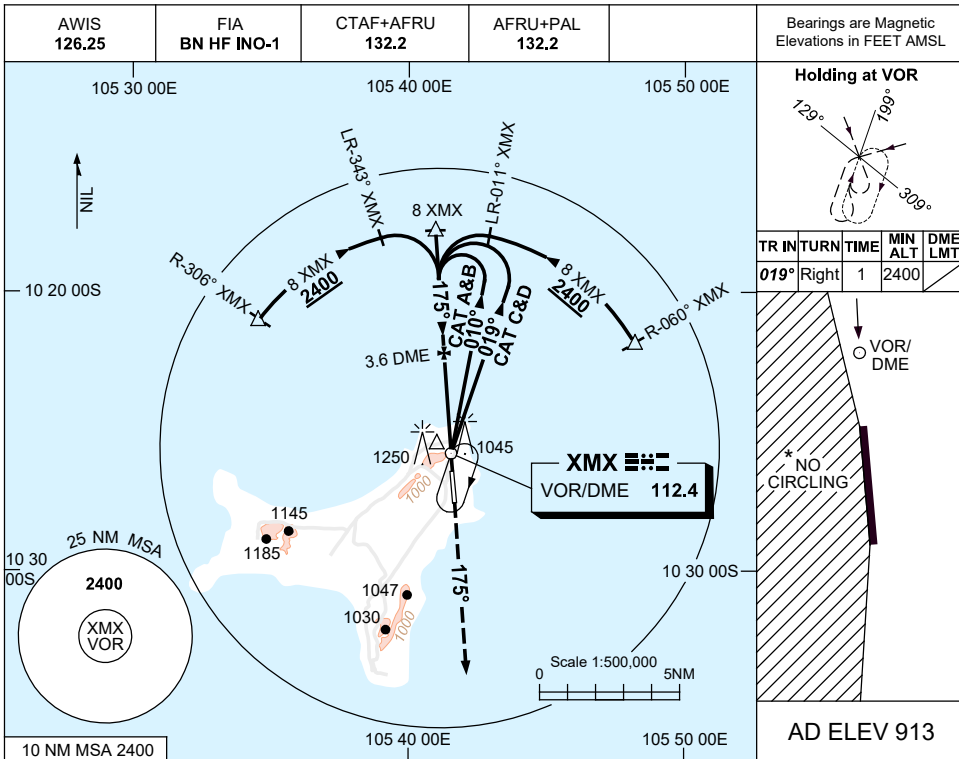 AWIS
126.25
FIA
BN HF INO-1
CTAF+AFRU
132.2
AFRU+PAL
132.2
Bearings are Magnetic
Elevations in FEET AMSL
105 30 00E
105 40 00E
105 50 00E
NIL
LR-343° XMX
8 XMX
LR-011° XMX
R-306° XMX
8 XMX
2400
8 XMX
2400
R-060° XMX
10 20 00S
175°
CAT A&B
010°
019°
CAT C&D
3.6 DME
1250
1045
1000
XMX
VOR/DME 112.4
1145
1185
1047
1030
1000
175°
25 NM MSA
10 30
00S
2400
XMX
VOR
10 30 00S
Scale 1:500,000
0
5NM
10 NM MSA 2400
105 40 00E
105 50 00E
Holding at VOR
129°
199°
309°
TR IN TURN TIME MIN ALT DME LMT
019° Right 1 2400
VOR/
DME
* NO
CIRCLING
AD ELEV 913